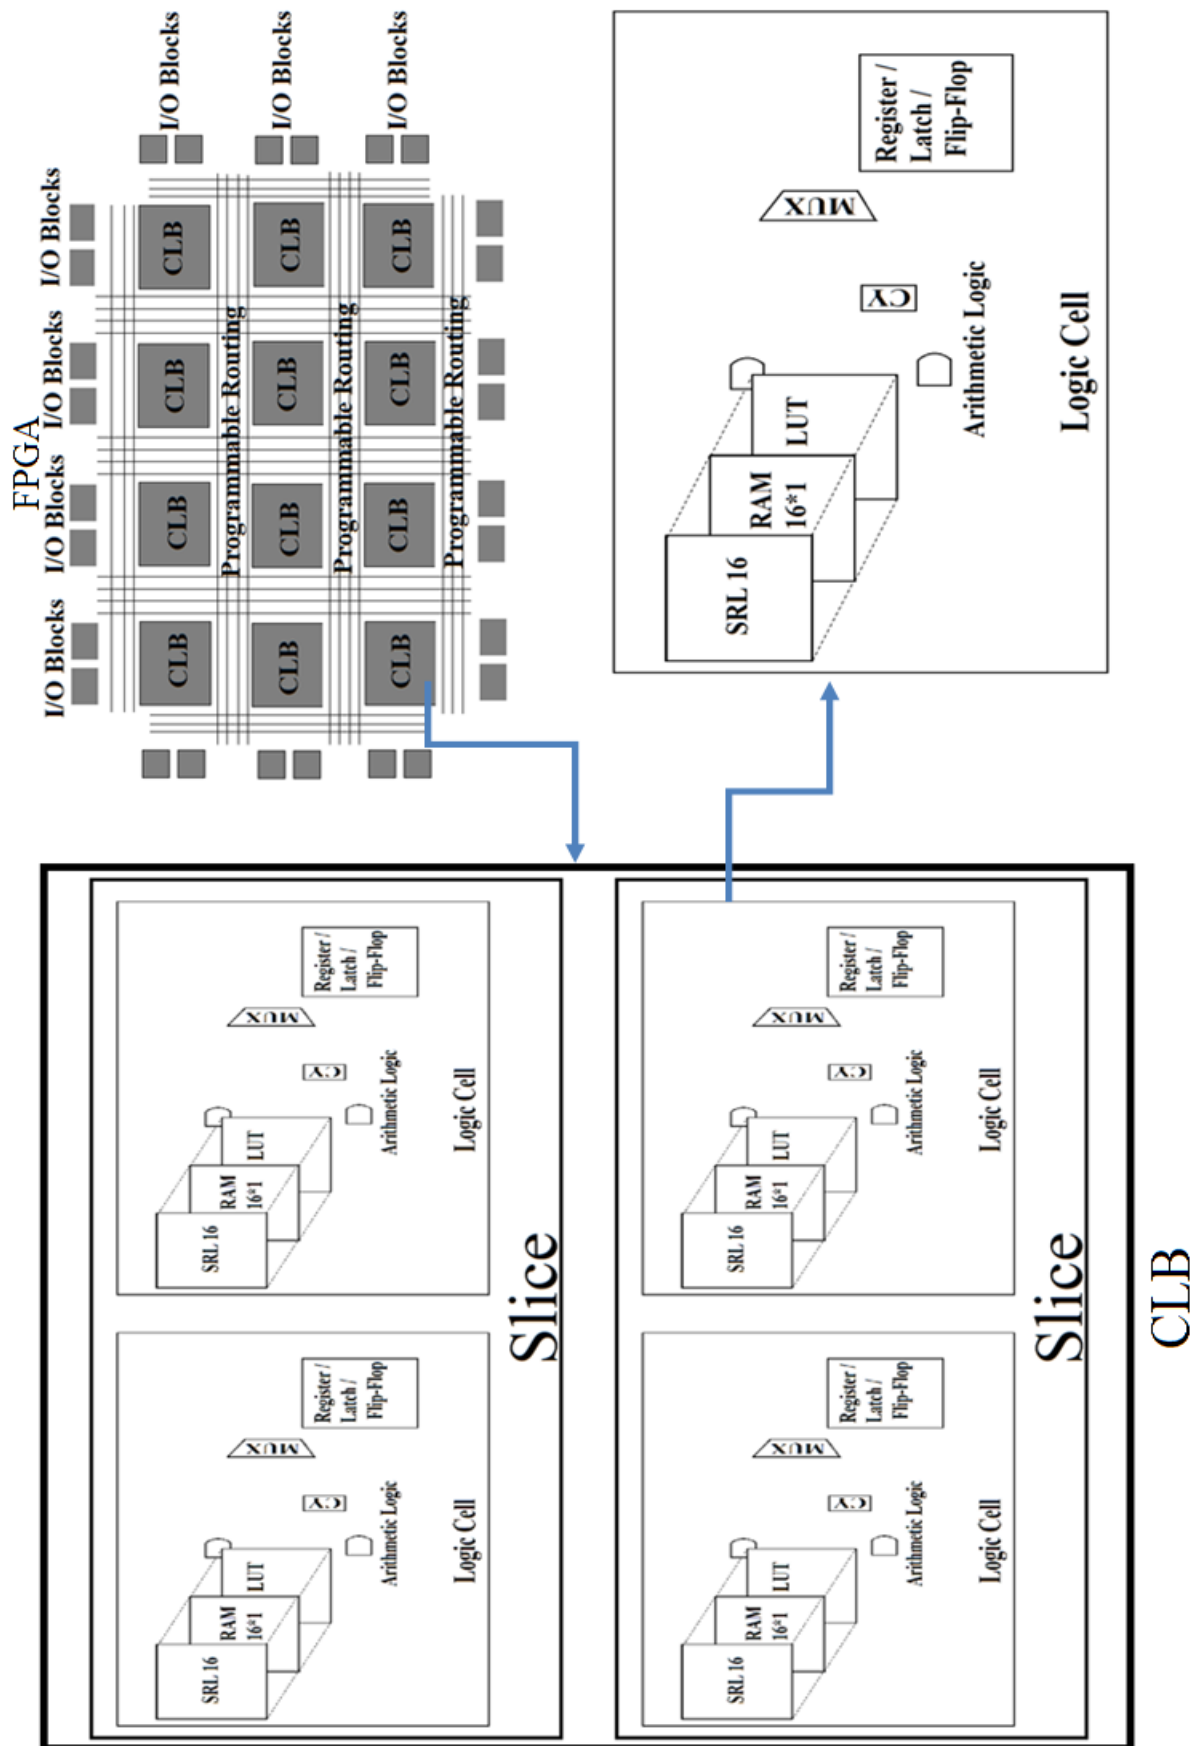 FPGA
I/O Blocks I/O Blocks I/O Blocks I/O Blocks
CLB CLB CLB CLB I/O Blocks
Programmable Routing
CLB CLB CLB CLB I/O Blocks
Programmable Routing
CLB CLB CLB CLB I/O Blocks
Programmable Routing
SRL 16
RAM
16*1
LUT
CY
MUX
Register /
Latch /
Flip-Flop
Arithmetic Logic
Logic Cell
SRL 16
RAM
16*1
LUT
CY
MUX
Register /
Latch /
Flip-Flop
Arithmetic Logic
Logic Cell
Slice
SRL 16
RAM
16*1
LUT
CY
MUX
Register /
Latch /
Flip-Flop
Arithmetic Logic
Logic Cell
SRL 16
RAM
16*1
LUT
CY
MUX
Register /
Latch /
Flip-Flop
Arithmetic Logic
Logic Cell
Slice
CLB
SRL 16
RAM
16*1
LUT
CY
MUX
Register /
Latch /
Flip-Flop
Arithmetic Logic
Logic Cell